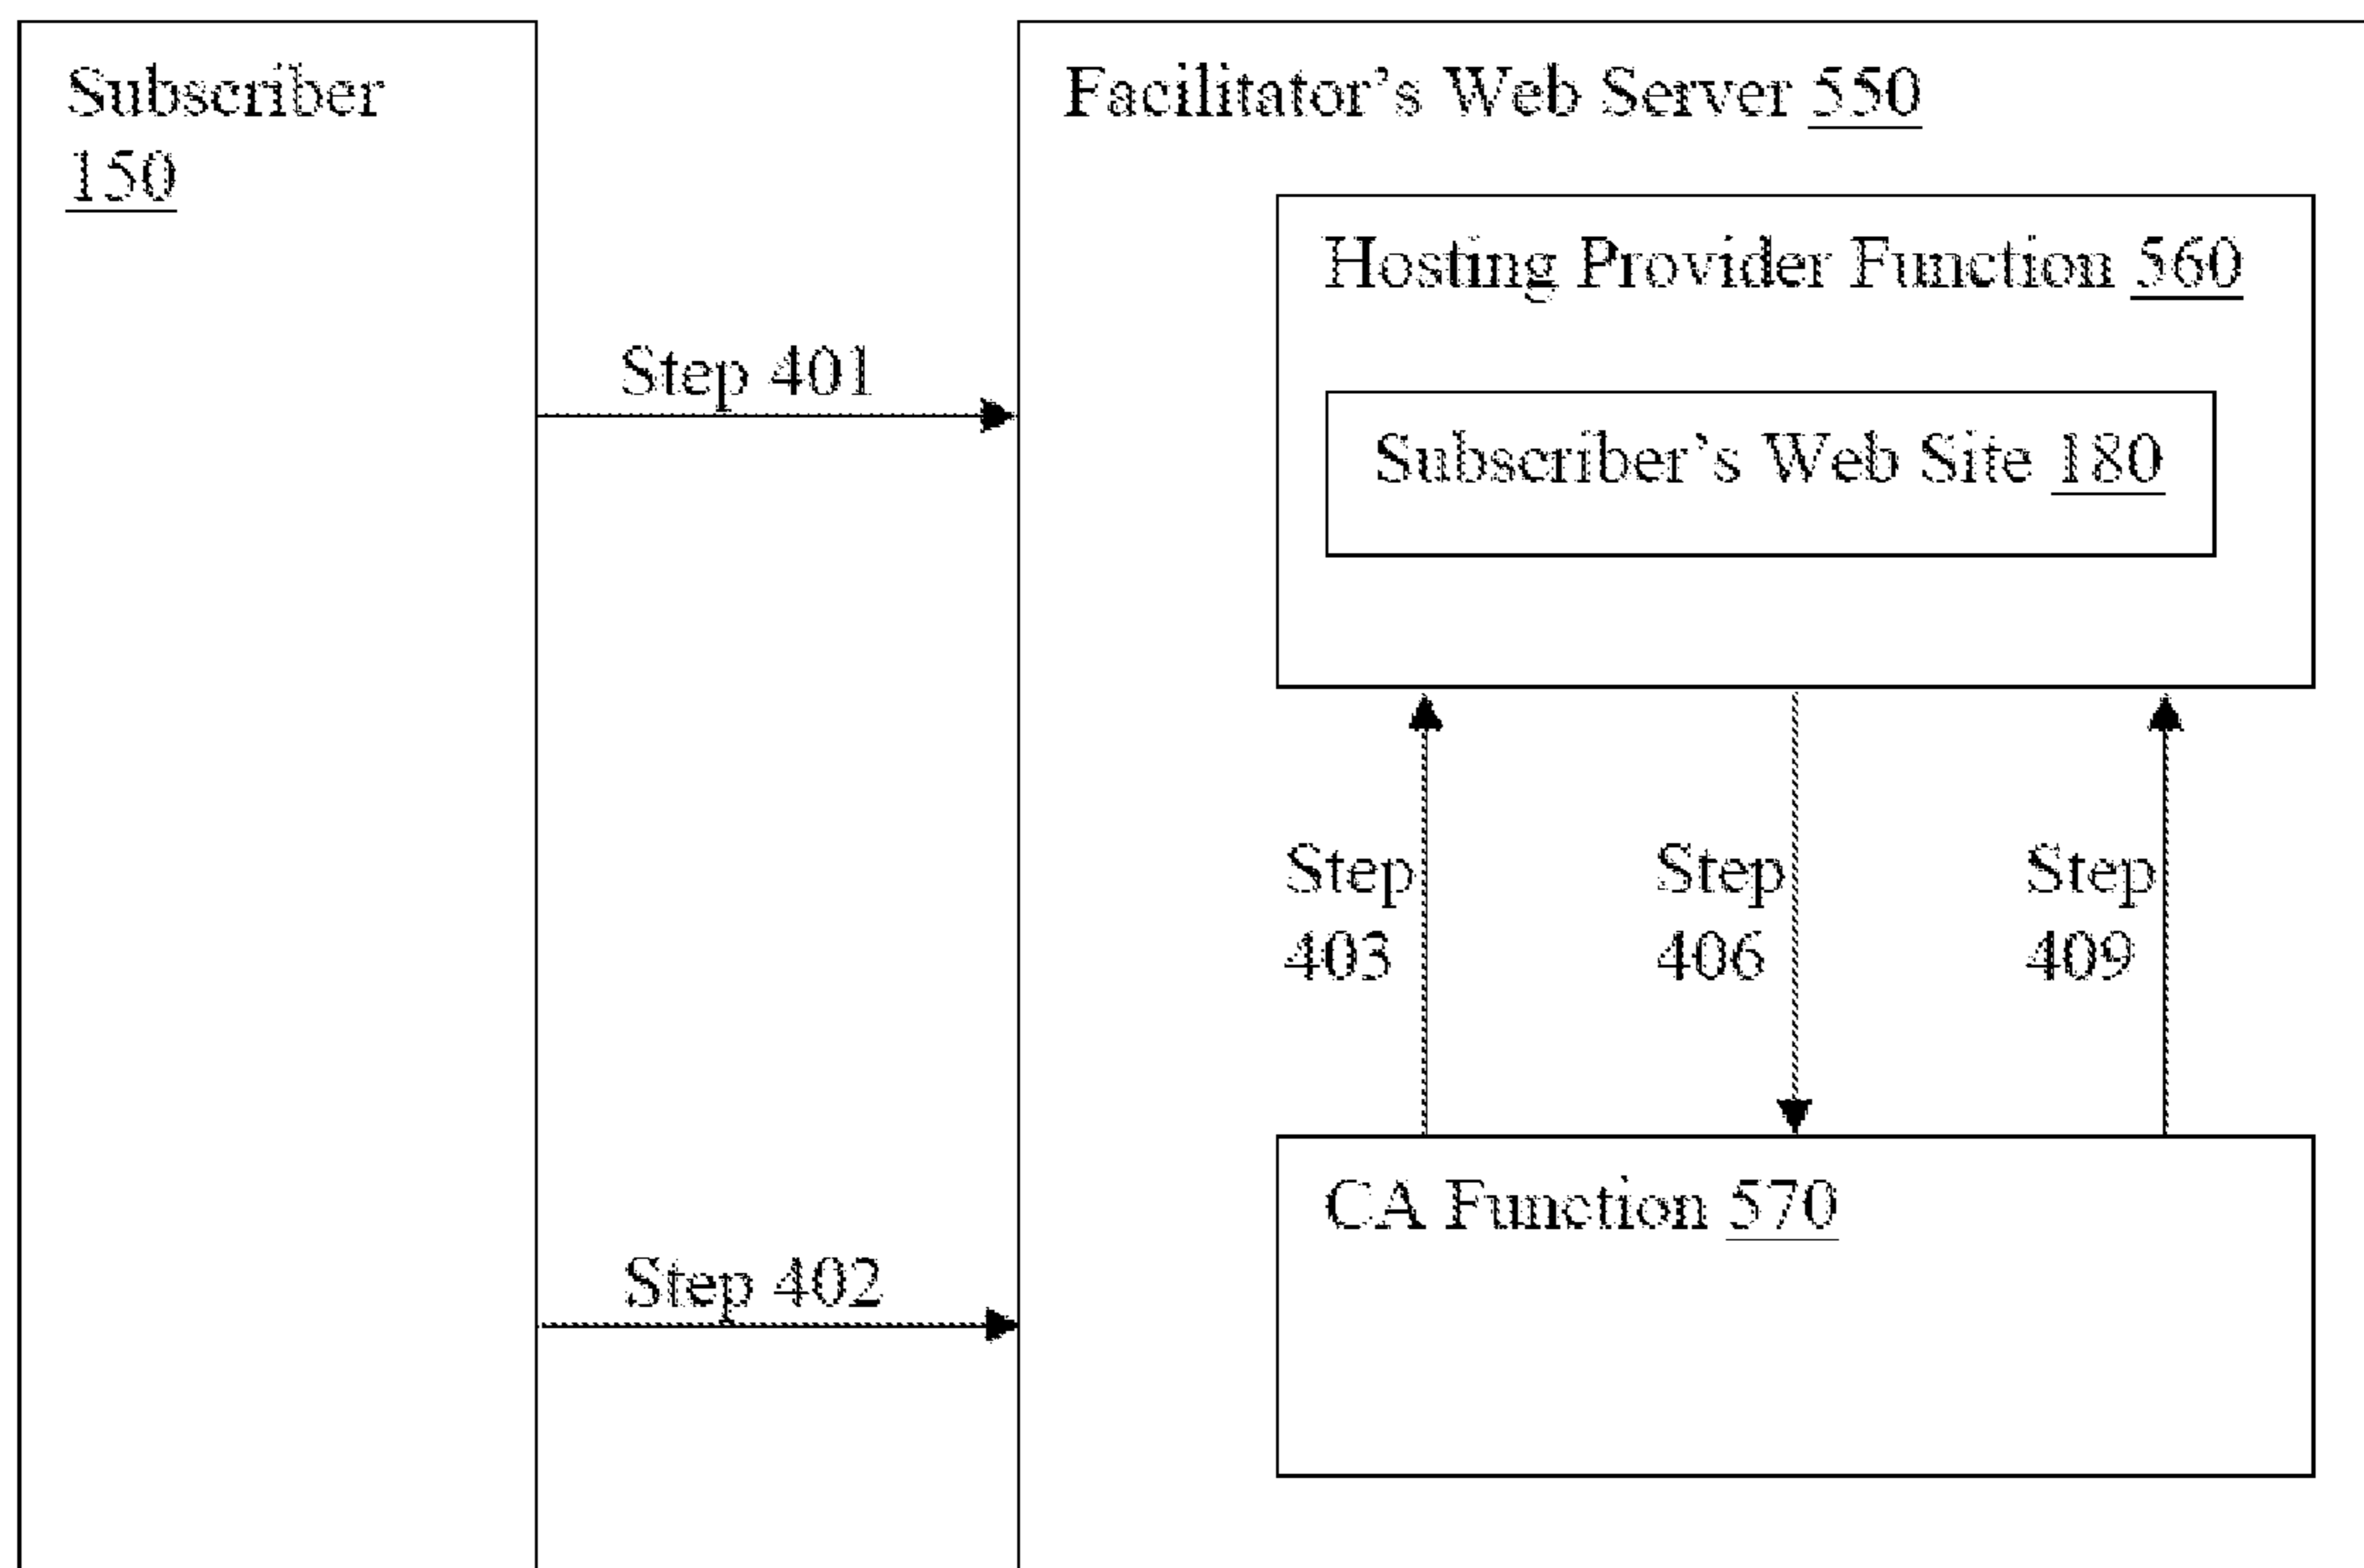 Subscriber
150
Facilitator's Web Server 550
Hosting Provider Function 560
Step 401
Subscriber's Web Site 180
Step
403
Step
406
Step
409
CA Function 570
Step 402